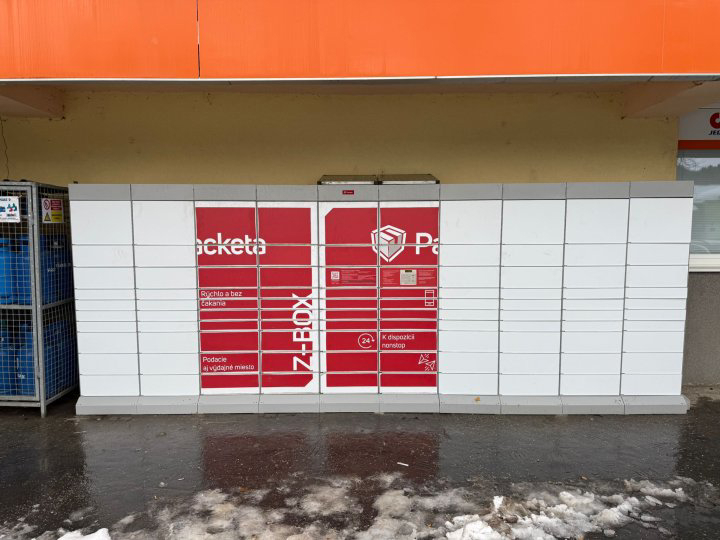 acketa
Pa
Rýchlo a bez
čakania
Z-BOX
24
K dispozícii
nonstop
Podacie
aj výdajné miesto